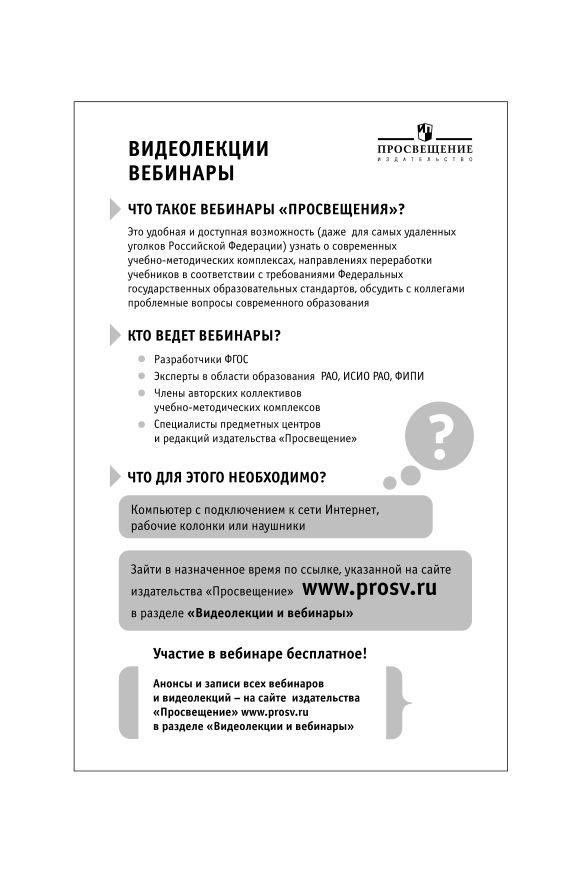 ВИДЕОЛЕКЦИИ
ВЕБИНАРЫ
ИП
ПРОСВЕЩЕНИЕ
ИЗДАТЕЛЬСТВО
ЧТО ТАКОЕ ВЕБИНАРЫ «ПРОСВЕЩЕНИЯ»?
Это удобная и доступная возможность (даже для самых удаленных
уголков Российской Федерации) узнать о современных
учебно-методических комплексах, направлениях переработки
учебников в соответствии с требованиями Федеральных
государственных образовательных стандартов, обсудить с коллегами
проблемные вопросы современного образования
КТО ВЕДЕТ ВЕБИНАРЫ?
Разработчики ФГОС
Эксперты в области образования РАО, ИСИО РАО, ФИПИ
Члены авторских коллективов
учебно-методических комплексов
Специалисты предметных центров
и редакций издательства «Просвещение»
?
ЧТО ДЛЯ ЭТОГО НЕОБХОДИМО?
Компьютер с подключением к сети Интернет,
рабочие колонки или наушники
Зайти в назначенное время по ссылке, указанной на сайте
издательства «Просвещение» www.prosv.ru
в разделе «Видеолекции и вебинары»
Участие в вебинаре бесплатное!
Анонсы и записи всех вебинаров
и видеолекций – на сайте издательства
«Просвещение» www.prosv.ru
в разделе «Видеолекции и вебинары»